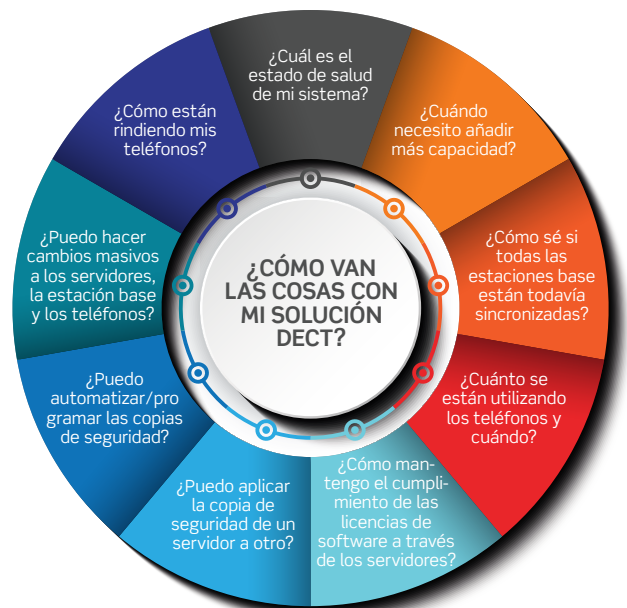 ¿Cuál es el
estado de salud
de mi sistema?
¿Cuándo
necesito añadir
más capacidad?
¿Cómo sé si
todas las
estaciones base
están todavía
sincronizadas?
¿Cuánto se
están utilizando
los teléfonos y
cuándo?
¿Cómo man-
tengo el cumpli-
miento de las
licencias de
software a través
de los servidores?
¿Puedo aplicar
la copia de
seguridad de un
servidor a otro?
¿Puedo
automatizar/pro
gramar las copias
de seguridad?
¿Puedo hacer
cambios masivos
a los servidores,
la estación base
y los teléfonos?
¿Cómo están
rindiendo mis
teléfonos?
¿CÓMO VAN
LAS COSAS CON
MI SOLUCIÓN
DECT?